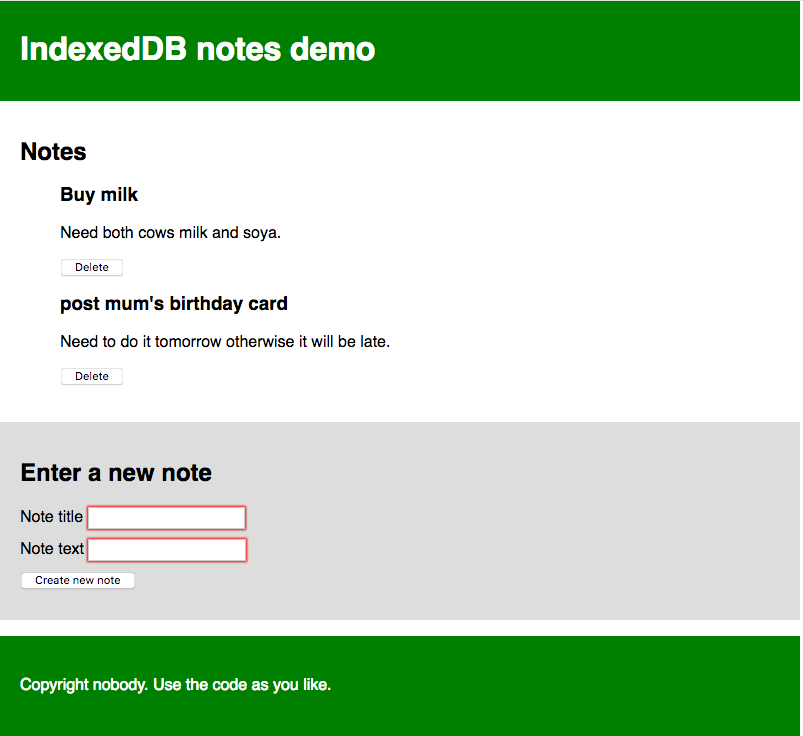 IndexedDB notes demo
Notes
Buy milk
Need both cows milk and soya.
Delete
post mum's birthday card
Need to do it tomorrow otherwise it will be late.
Delete
Enter a new note
Note title
Note text
Create new note
Copyright nobody. Use the code as you like.